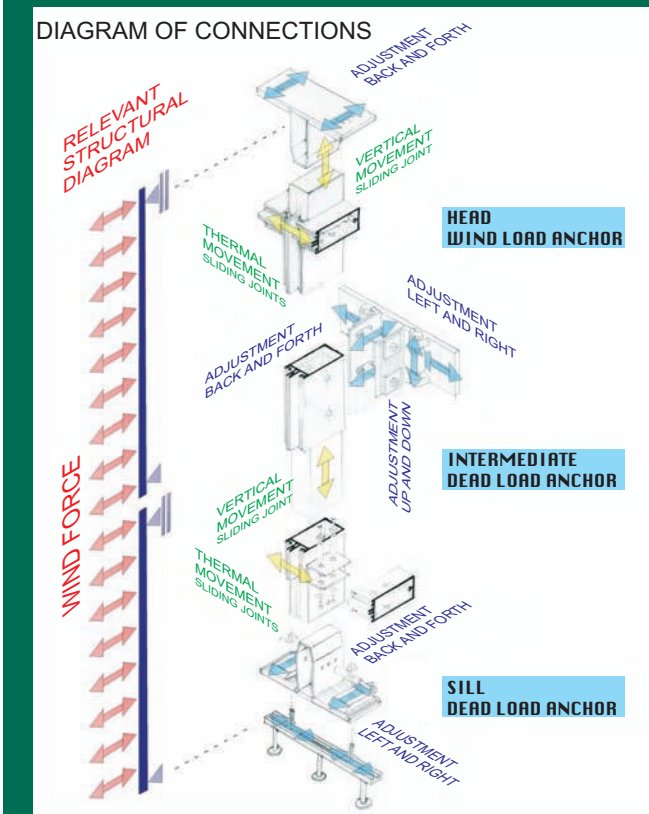 DIAGRAM OF CONNECTIONS
ADJUSTMENT
BACK AND FORTH
RELEVANT
STRUCTURAL
DIAGRAM
VERTICAL
MOVEMENT
SLIDING JOINT
HEAD
WIND LOAD ANCHOR
THERMAL
MOVEMENT
SLIDING JOINTS
ADJUSTMENT
LEFT AND RIGHT
ADJUSTMENT
BACK AND FORTH
ADJUSTMENT
UP AND DOWN
INTERMEDIATE
DEAD LOAD ANCHOR
WIND FORCE
VERTICAL
MOVEMENT
SLIDING JOINT
THERMAL
MOVEMENT
SLIDING JOINTS
ADJUSTMENT
BACK AND FORTH
SILL
DEAD LOAD ANCHOR
ADJUSTMENT
LEFT AND RIGHT